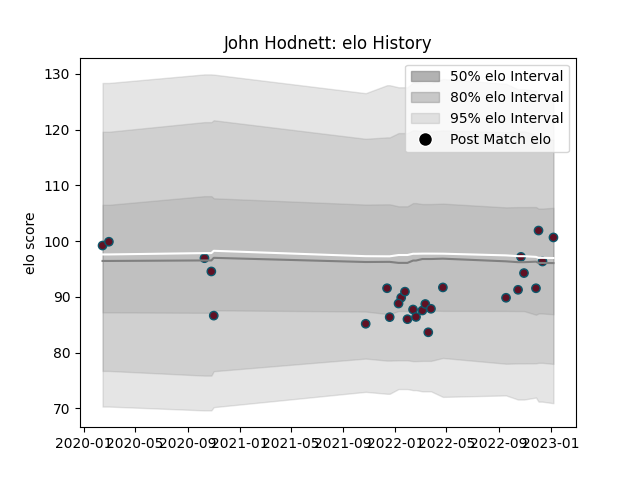 John Hodnett: elo History
130
120
110
100
90
80
70
elo score
50% elo Interval
80% elo Interval
95% elo Interval
Post Match elo
2020-01 2020-05 2020-09 2021-01 2021-05 2021-09 2022-01 2022-05 2022-09 2023-01